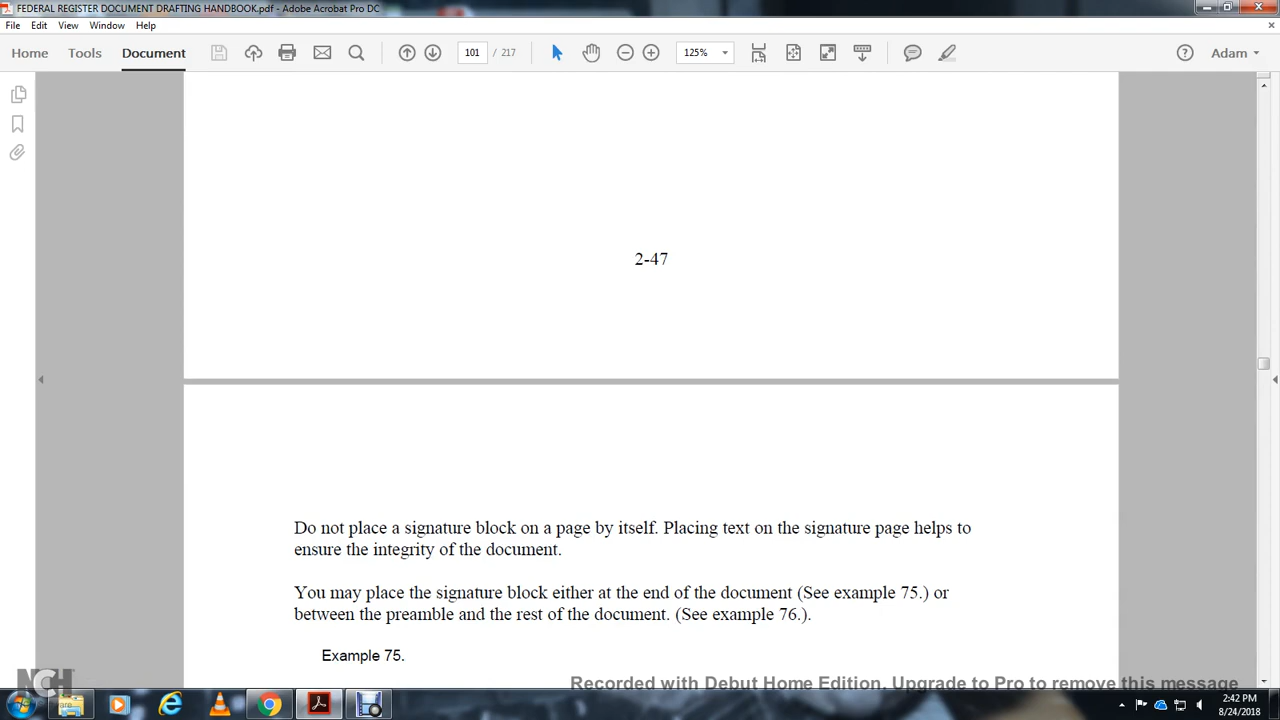 FEDERAL REGISTER DOCUMENT DRAFTING HANDBOOK.pdf - Adobe Acrobat Pro DC
File Edit View Window Help
Home Tools Document 101 / 217 125% Adam
2-47
Do not place a signature block on a page by itself. Placing text on the signature page helps to
ensure the integrity of the document.
You may place the signature block either at the end of the document (See example 75.) or
between the preamble and the rest of the document. (See example 76.).
Example 75.
NCH
Recorded with Debut Home Edition. Upgrade to Pro to remove this message
2:42 PM
8/24/2018